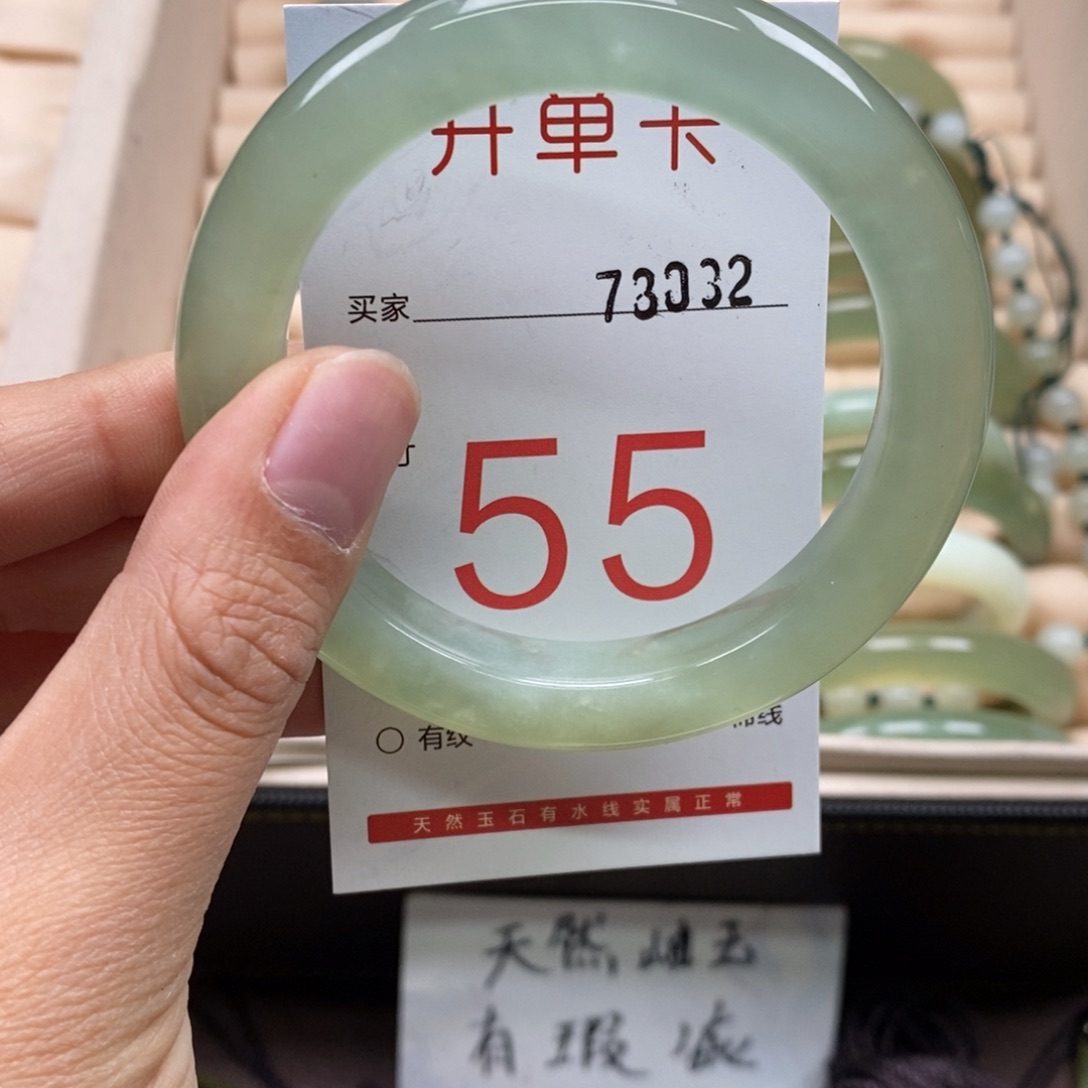 开单卡
买家 73032
55
○ 有纹 线
天然玉石有水线实属正常
天然岫玉
有瑕疵